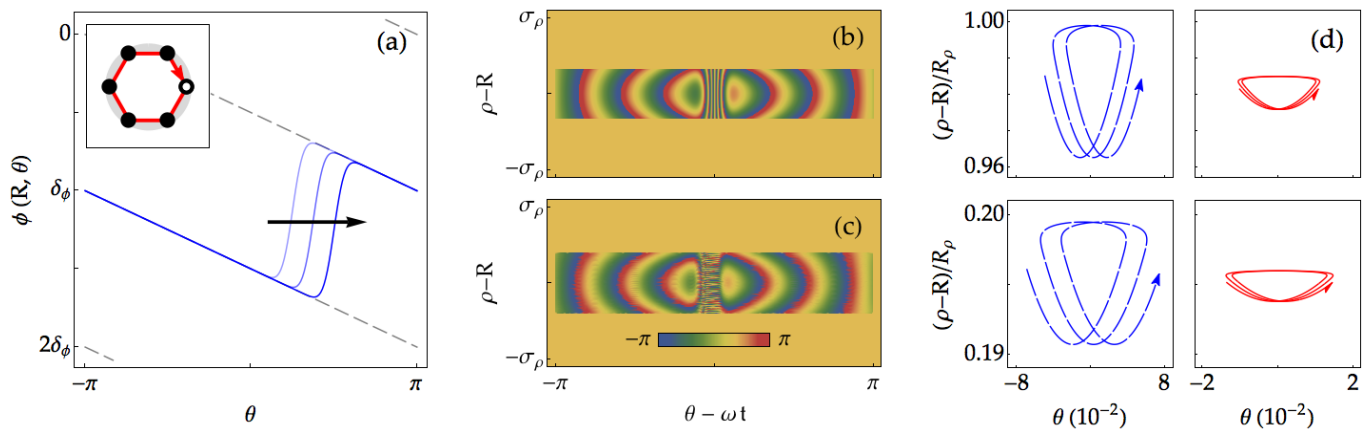 (a)
0
δϕ
2δϕ
ϕ (R, θ)
−π
π
θ
(b)
σρ
−σρ
ρ−R
(c)
σρ
−σρ
ρ−R
−π
π
−π
π
θ − ω t
(d)
1.00
0.96
(ρ−R)/Rρ
0.20
0.19
(ρ−R)/Rρ
−8
8
−2
2
θ (10⁻²)
θ (10⁻²)